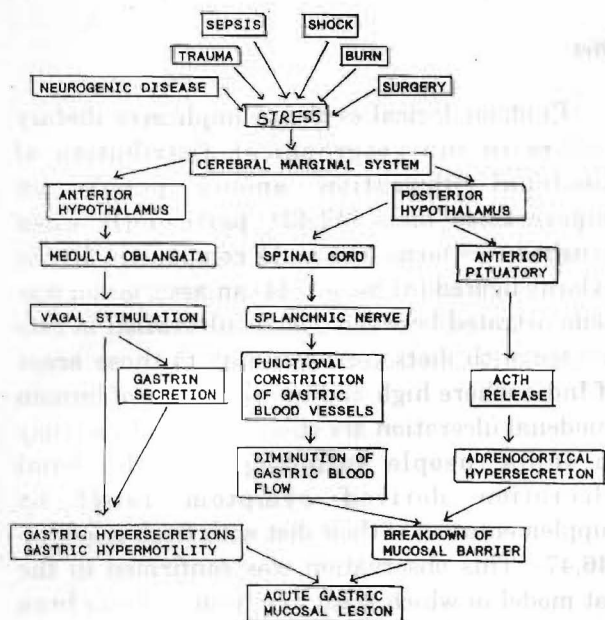 SEPSIS
SHOCK
TRAUMA
BURN
NEUROGENIC DISEASE
SURGERY
STRESS
CEREBRAL MARGINAL SYSTEM
ANTERIOR
HYPOTHALAMUS
POSTERIOR
HYPOTHALAMUS
MEDULLA OBLANGATA
SPINAL CORD
ANTERIOR
PITUATORY
VAGAL STIMULATION
SPLANCHNIC NERVE
GASTRIN
SECRETION
FUNCTIONAL
CONSTRICTION
OF GASTRIC
BLOOD VESSELS
ACTH
RELEASE
DIMINUTION OF
GASTRIC BLOOD
FLOW
ADRENOCORTICAL
HYPERSECRETION
GASTRIC HYPERSECRETIONS
GASTRIC HYPERMOTILITY
BREAKDOWN OF
MUCOSAL BARRIER
ACUTE GASTRIC
MUCOSAL LESION